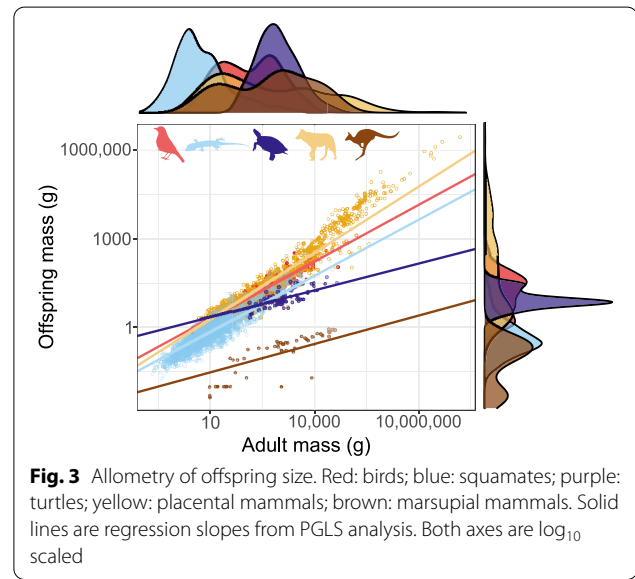 1000,000
1000
1
Offspring mass (g)
10
10,000
10,000,000
Adult mass (g)
Fig. 3 Allometry of offspring size. Red: birds; blue: squamates; purple:
turtles; yellow: placental mammals; brown: marsupial mammals. Solid
lines are regression slopes from PGLS analysis. Both axes are log10
scaled